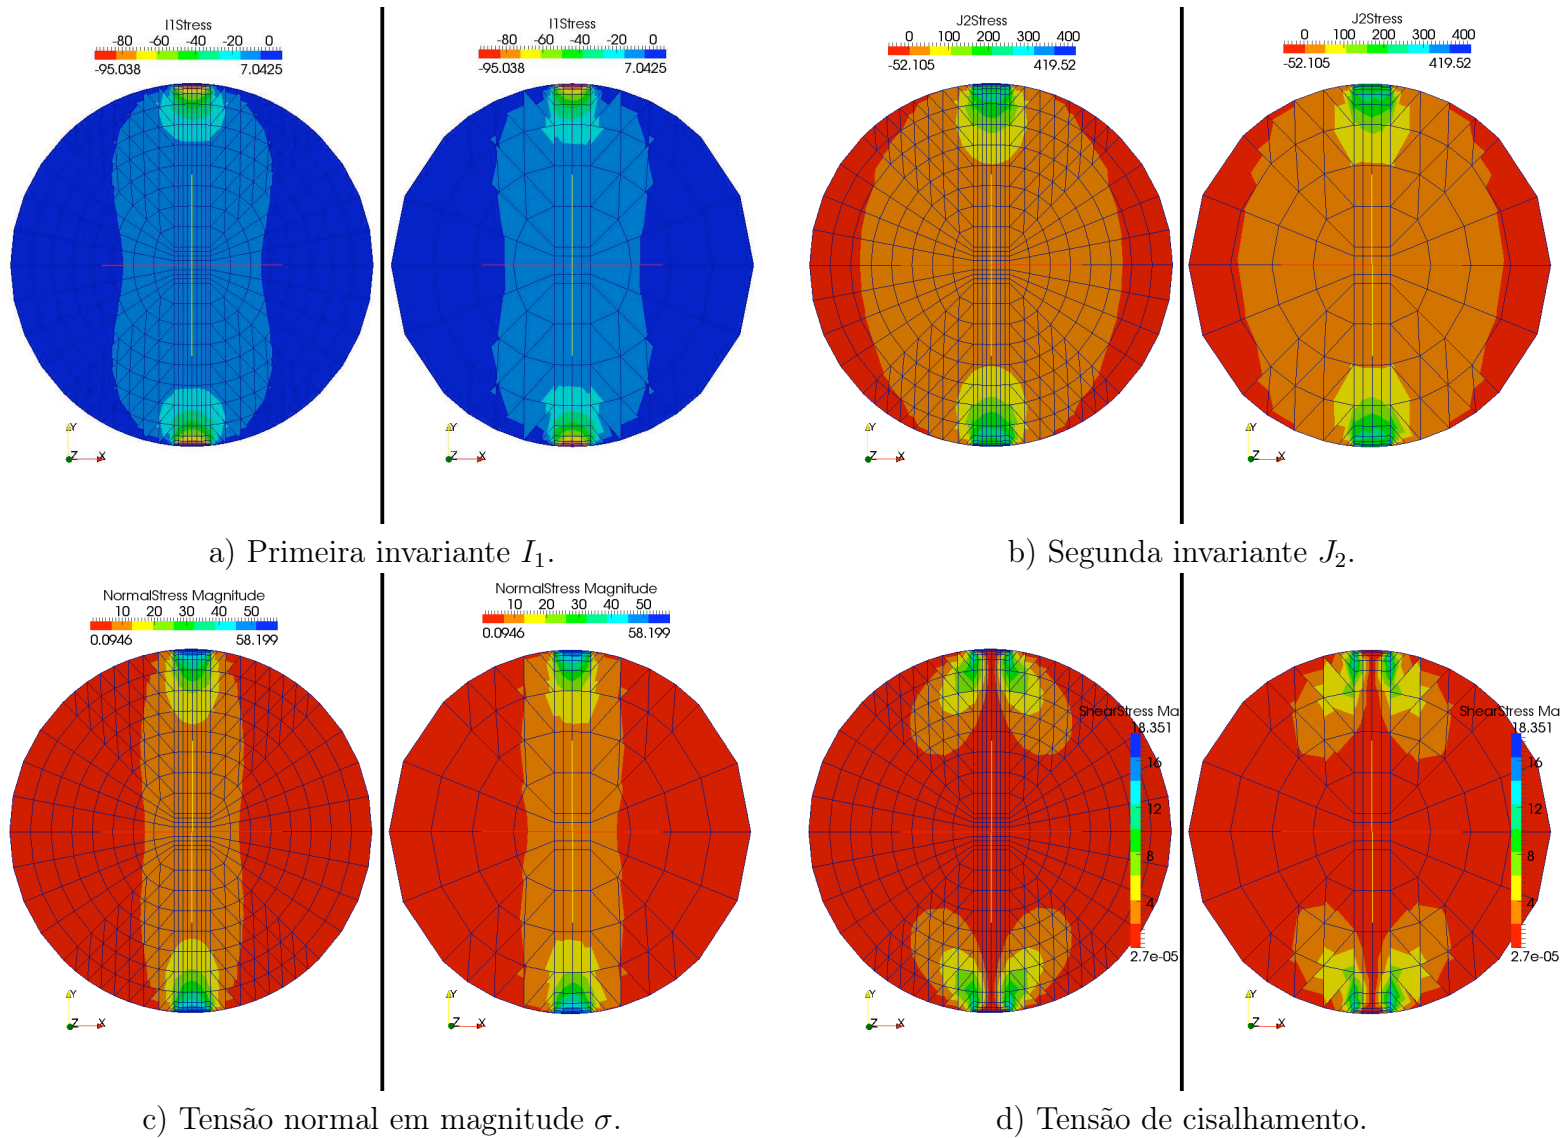 I1Stress
-80 -60 -40 -20 0
-95.038 7.0425
Y
Z X
I1Stress
-80 -60 -40 -20 0
-95.038 7.0425
Y
Z X
a) Primeira invariante I₁.
J2Stress
0 100 200 300 400
-52.105 419.52
Y
Z X
J2Stress
0 100 200 300 400
-52.105 419.52
Y
Z X
b) Segunda invariante J₂.
NormalStress Magnitude
10 20 30 40 50
0.0946 58.199
Y
Z X
NormalStress Magnitude
10 20 30 40 50
0.0946 58.199
Y
Z X
c) Tensão normal em magnitude σ.
ShearStress Ma
18.351
16
12
8
4
2.7e-05
Y
Z X
ShearStress Ma
18.351
16
12
8
4
2.7e-05
Y
Z X
d) Tensão de cisalhamento.